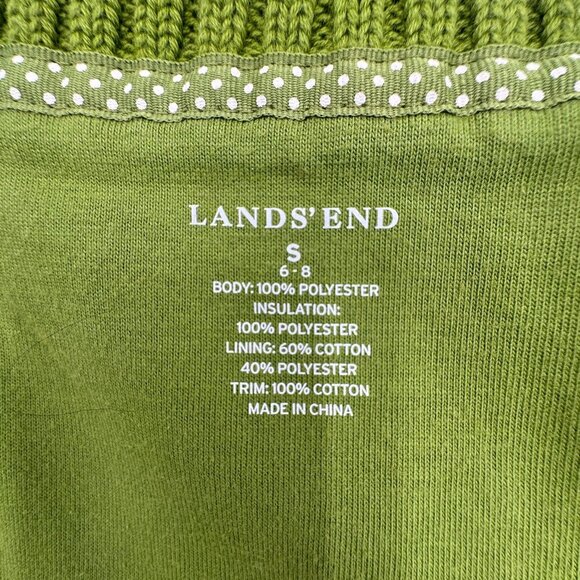 LANDS' END
S
6 - 8
BODY: 100% POLYESTER
INSULATION:
100% POLYESTER
LINING: 60% COTTON
40% POLYESTER
TRIM: 100% COTTON
MADE IN CHINA